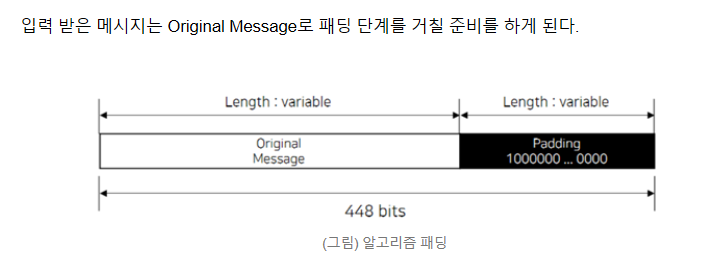 입력 받은 메시지는 Original Message로 패딩 단계를 거칠 준비를 하게 된다.
Length : variable
Length : variable
Original
Message
Padding
1000000 ... 0000
448 bits
(그림) 알고리즘 패딩